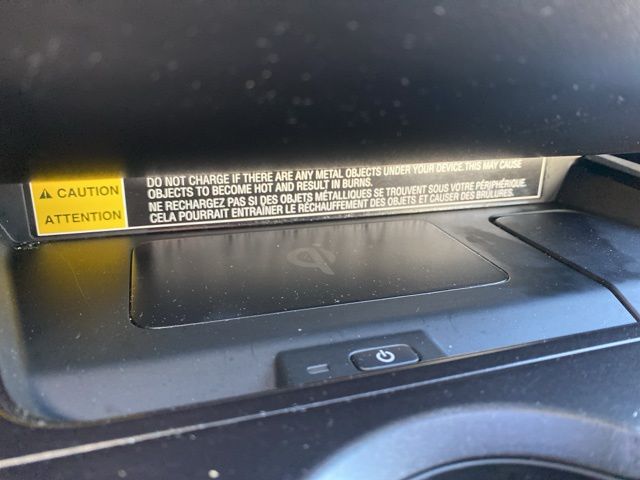 CAUTION
ATTENTION
DO NOT CHARGE IF THERE ARE ANY METAL OBJECTS UNDER YOUR DEVICE. THIS MAY CAUSE
OBJECTS TO BECOME HOT AND RESULT IN BURNS.
NE RECHARGEZ PAS SI DES OBJETS MÉTALLIQUES SE TROUVENT SOUS VOTRE PÉRIPHÉRIQUE.
CELA POURRAIT ENTRAÎNER LE RÉCHAUFFEMENT DES OBJETS ET CAUSER DES BRÛLURES.